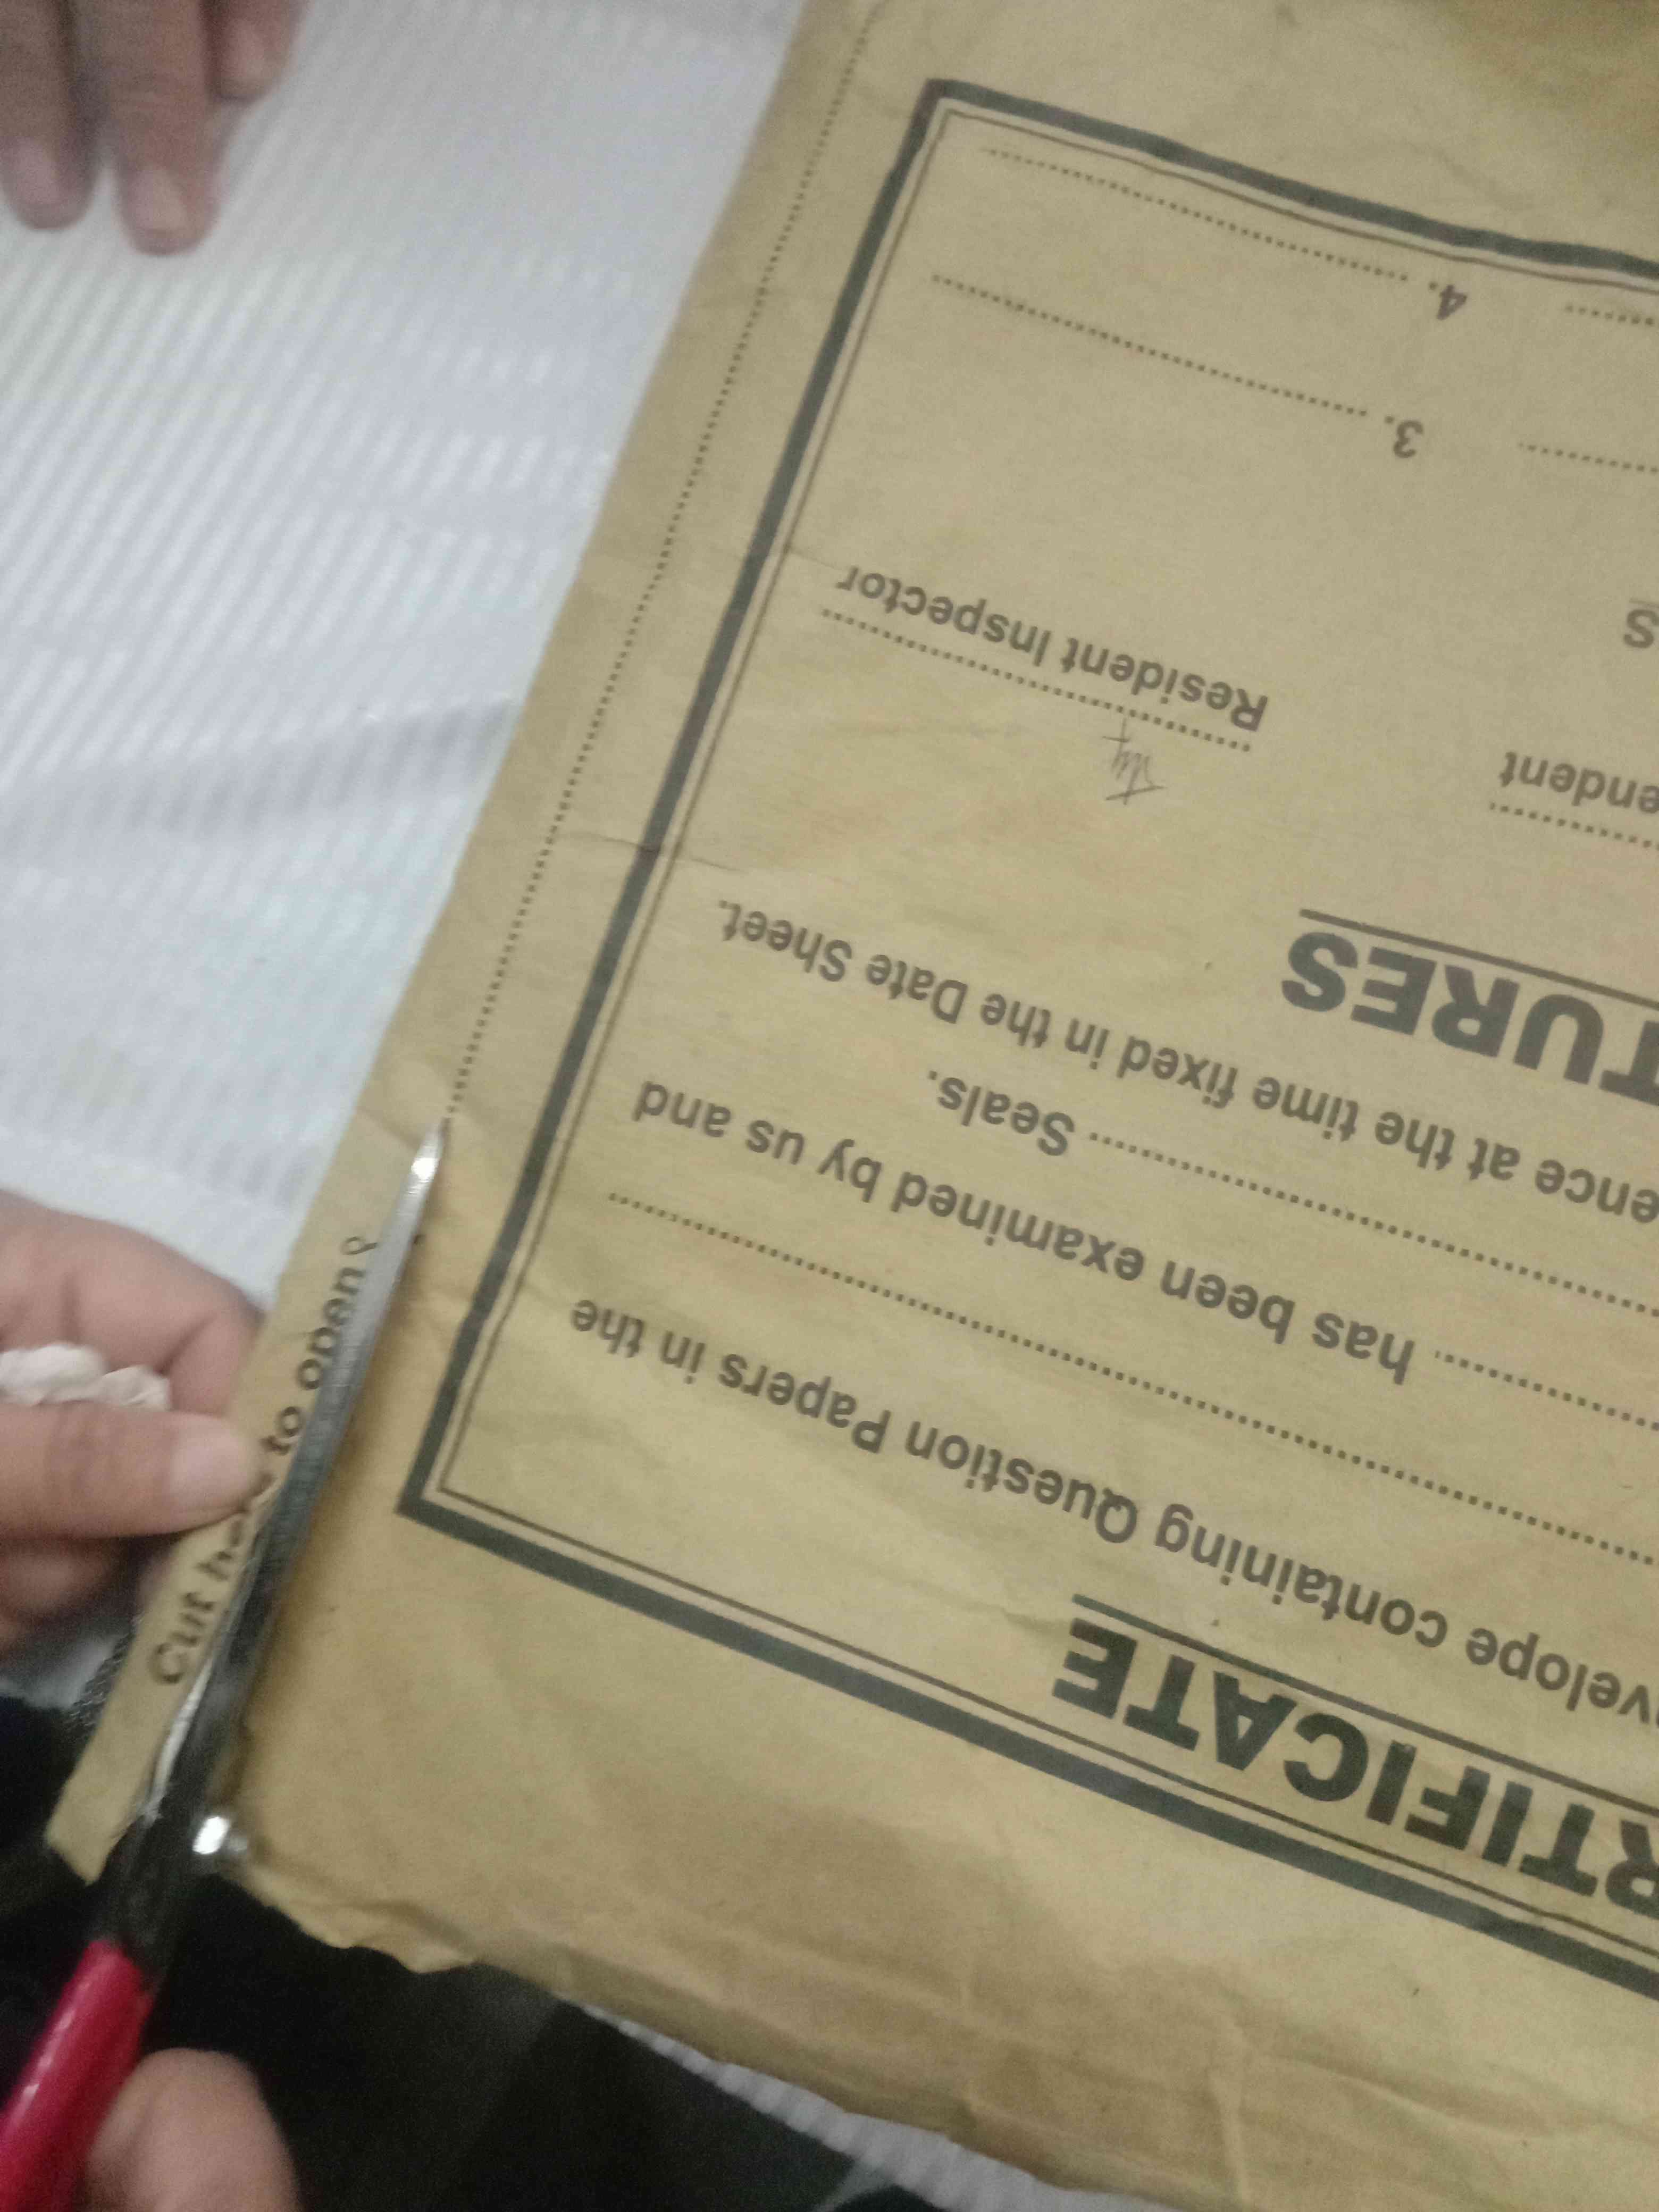 RTIFICATE
velope containing Question Papers in the
has been examined by us and
Seals.
ence at the time fixed in the Date Sheet.
TURES
endent
Resident Inspector
S
3.
4.
Cut here to open